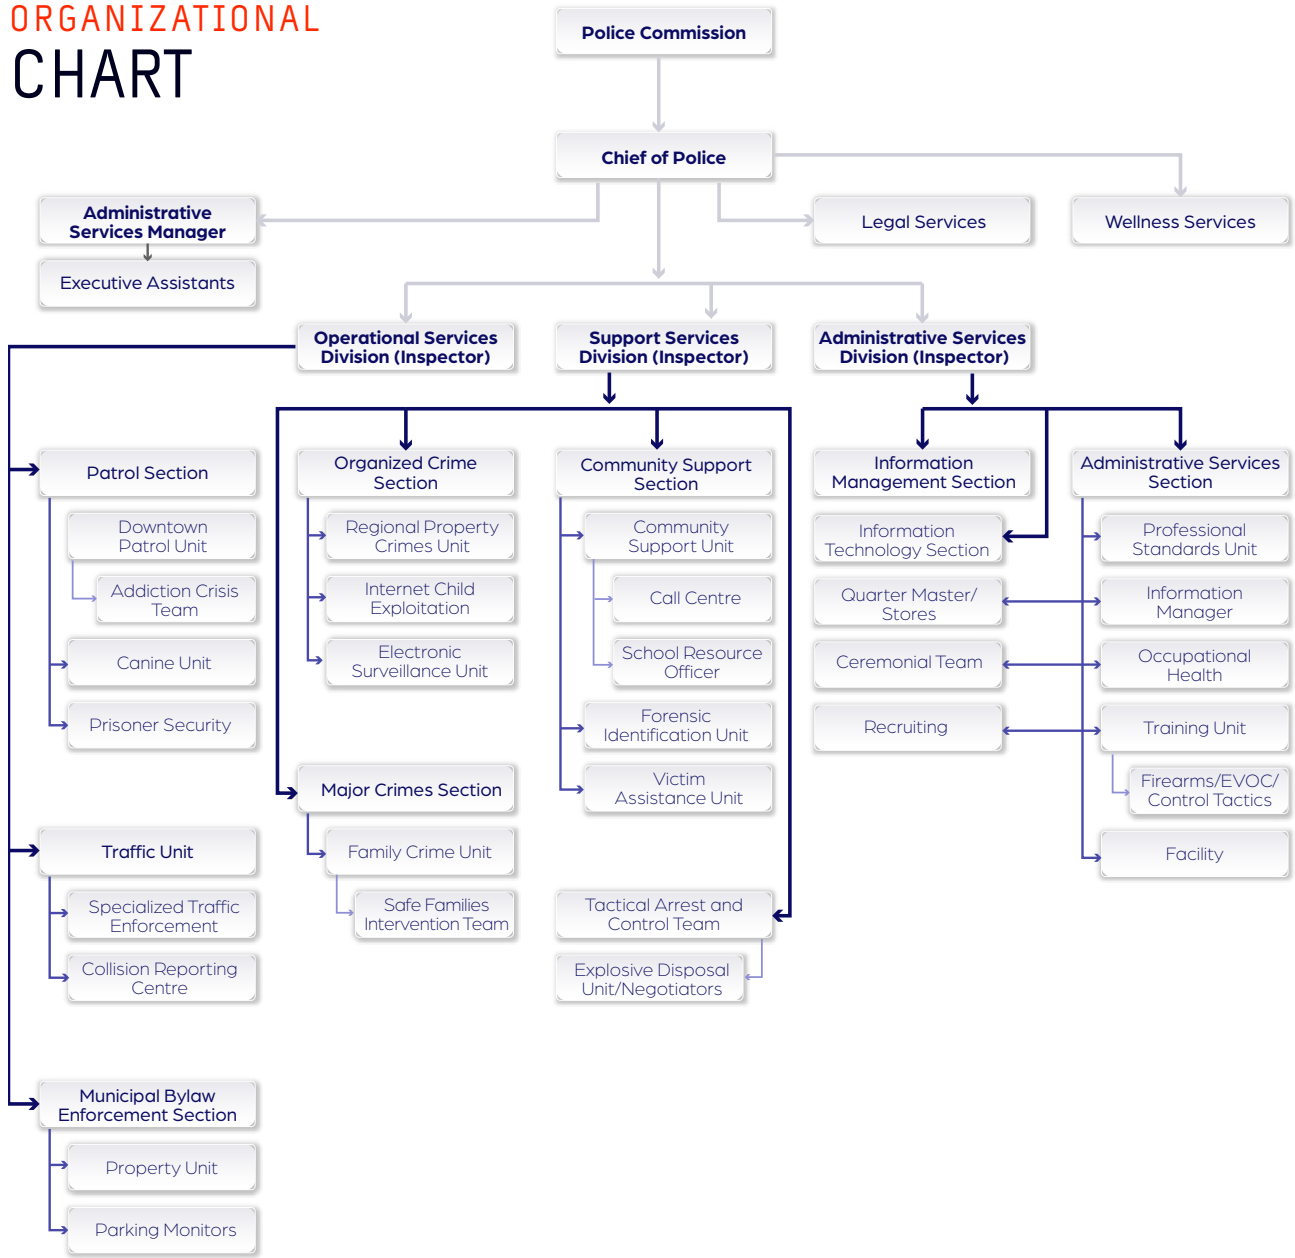 ORGANIZATIONAL
CHART
Police Commission
Chief of Police
Administrative
Services Manager
Legal Services
Wellness Services
Executive Assistants
Operational Services
Division (Inspector)
Support Services
Division (Inspector)
Administrative Services
Division (Inspector)
Patrol Section
Downtown
Patrol Unit
Addiction Crisis
Team
Canine Unit
Prisoner Security
Traffic Unit
Specialized Traffic
Enforcement
Collision Reporting
Centre
Municipal Bylaw
Enforcement Section
Property Unit
Parking Monitors
Organized Crime
Section
Regional Property
Crimes Unit
Internet Child
Exploitation
Electronic
Surveillance Unit
Major Crimes Section
Family Crime Unit
Safe Families
Intervention Team
Community Support
Section
Community
Support Unit
Call Centre
School Resource
Officer
Forensic
Identification Unit
Victim
Assistance Unit
Tactical Arrest and
Control Team
Explosive Disposal
Unit/Negotiators
Information
Management Section
Information
Technology Section
Quarter Master/
Stores
Ceremonial Team
Recruiting
Administrative Services
Section
Professional
Standards Unit
Information
Manager
Occupational
Health
Training Unit
Firearms/EVOC/
Control Tactics
Facility